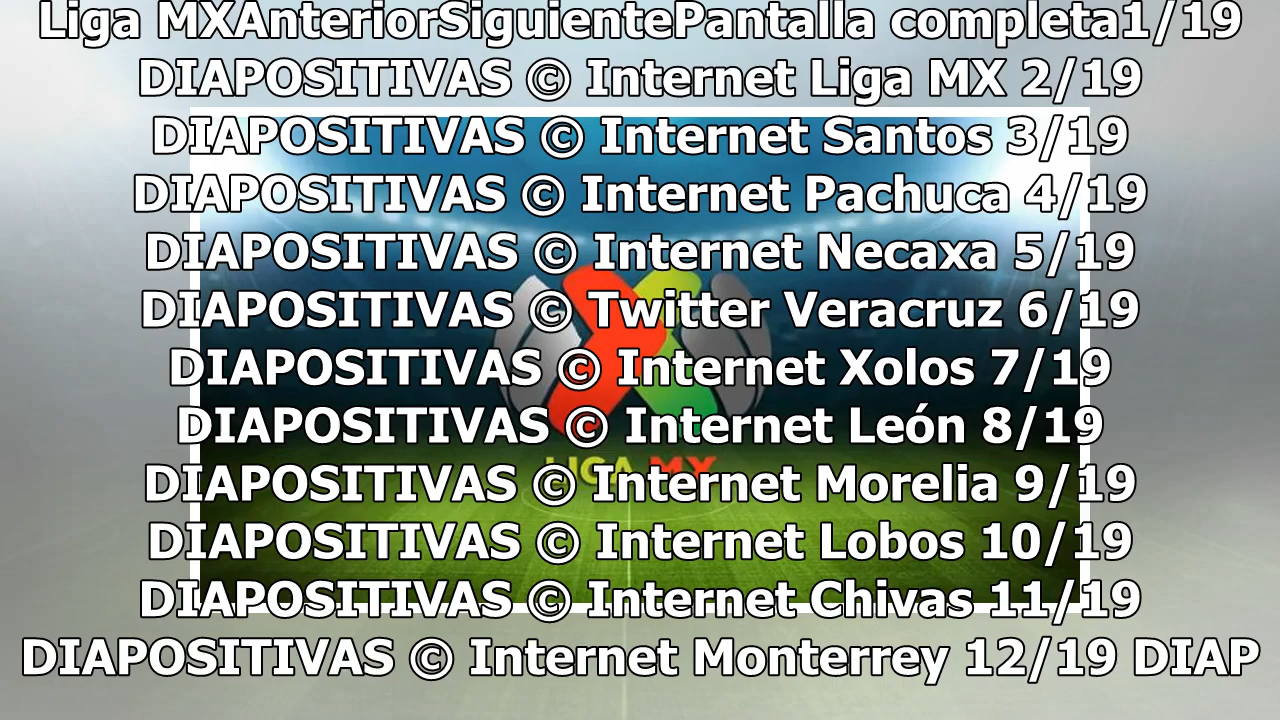 Liga MXAnteriorSiguientePantalla completa1/19
DIAPOSITIVAS © Internet Liga MX 2/19
DIAPOSITIVAS © Internet Santos 3/19
DIAPOSITIVAS © Internet Pachuca 4/19
DIAPOSITIVAS © Internet Necaxa 5/19
DIAPOSITIVAS © Twitter Veracruz 6/19
DIAPOSITIVAS © Internet Xolos 7/19
DIAPOSITIVAS © Internet León 8/19
LIGA MX
DIAPOSITIVAS © Internet Morelia 9/19
DIAPOSITIVAS © Internet Lobos 10/19
DIAPOSITIVAS © Internet Chivas 11/19
DIAPOSITIVAS © Internet Monterrey 12/19 DIAP